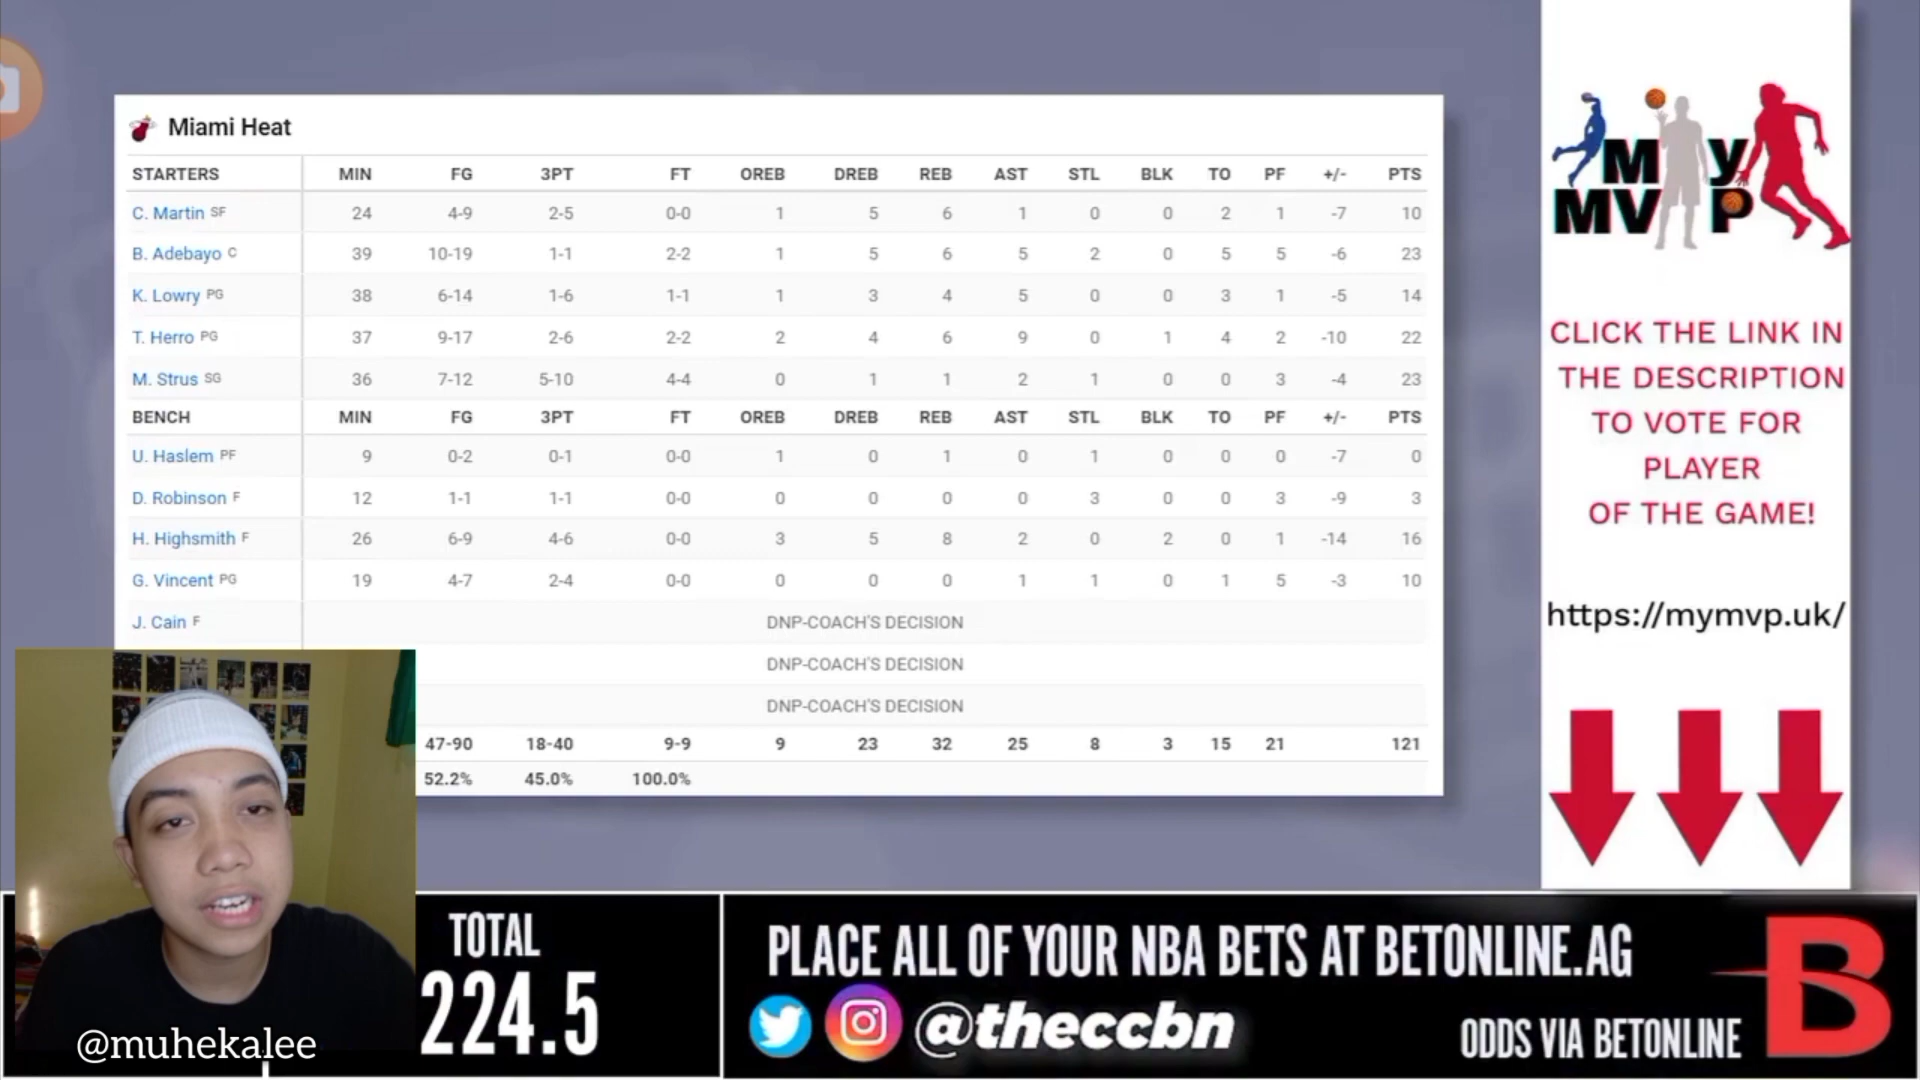 Miami Heat
STARTERS MIN FG 3PT FT OREB DREB REB AST STL BLK TO PF +/- PTS
C. Martin SF 24 4-9 2-5 0-0 1 5 6 1 0 0 2 1 -7 10
B. Adebayo C 39 10-19 1-1 2-2 1 5 6 5 2 0 5 5 -6 23
K. Lowry PG 38 6-14 1-6 1-1 1 3 4 5 0 0 3 1 -5 14
T. Herro PG 37 9-17 2-6 2-2 2 4 6 9 0 1 4 2 -10 22
M. Strus SG 36 7-12 5-10 4-4 0 1 1 2 1 0 0 3 -4 23
BENCH MIN FG 3PT FT OREB DREB REB AST STL BLK TO PF +/- PTS
U. Haslem PF 9 0-2 0-1 0-0 1 0 1 0 1 0 0 0 -7 0
D. Robinson F 12 1-1 1-1 0-0 0 0 0 0 3 0 0 3 -9 3
H. Highsmith F 26 6-9 4-6 0-0 3 5 8 2 0 2 0 1 -14 16
G. Vincent PG 19 4-7 2-4 0-0 0 0 0 1 1 0 1 5 -3 10
J. Cain F DNP-COACH'S DECISION
DNP-COACH'S DECISION
DNP-COACH'S DECISION
47-90 18-40 9-9 9 23 32 25 8 3 15 21 121
52.2% 45.0% 100.0%
My
MVP
CLICK THE LINK IN
THE DESCRIPTION
TO VOTE FOR
PLAYER
OF THE GAME!
https://mymvp.uk/
@muhekalee
TOTAL
224.5
PLACE ALL OF YOUR NBA BETS AT BETONLINE.AG
@theccbn
ODDS VIA BETONLINE
B